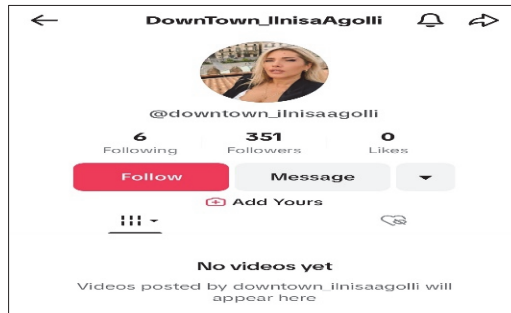 DownTown_IlnisaAgolli
@downtown_ilnisaagolli
6 351 0
Following Followers Likes
Follow Message
Add Yours
No videos yet
Videos posted by downtown_ilnisaagolli will
appear here